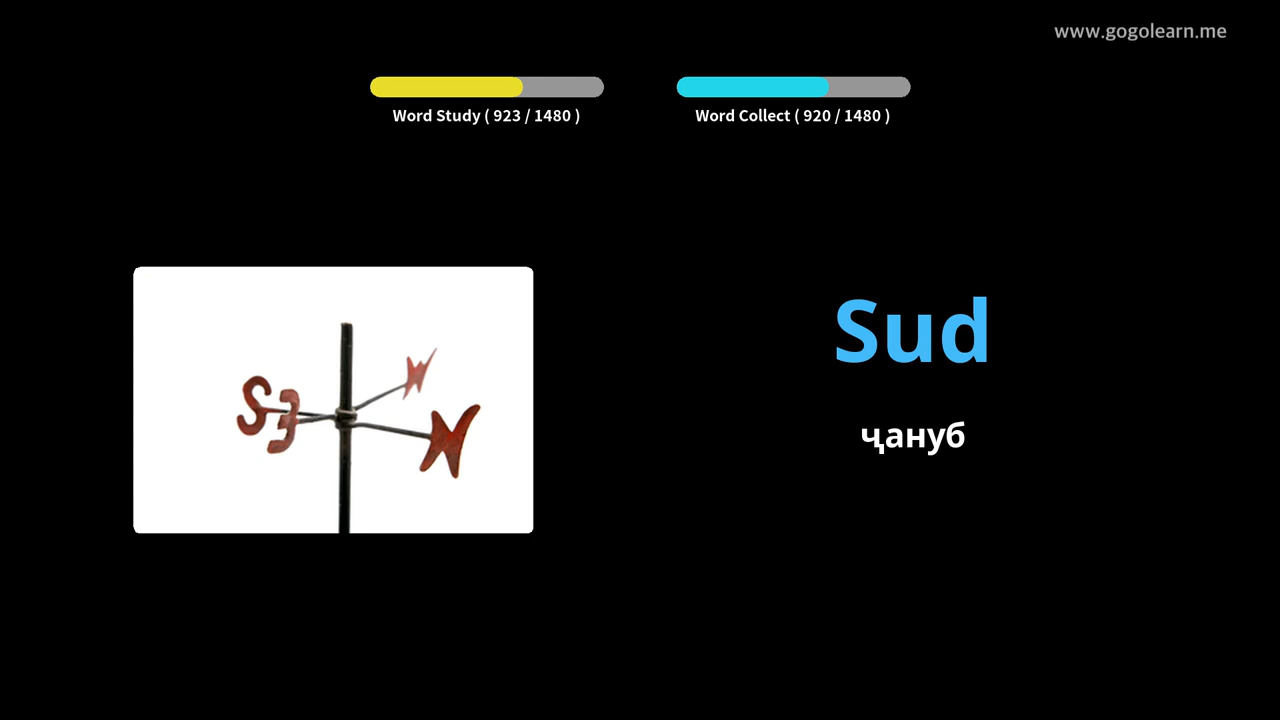 www.gogolearn.me
Word Study ( 923 / 1480 )
Word Collect ( 920 / 1480 )
Sud
ҷануб
S
E
N
W